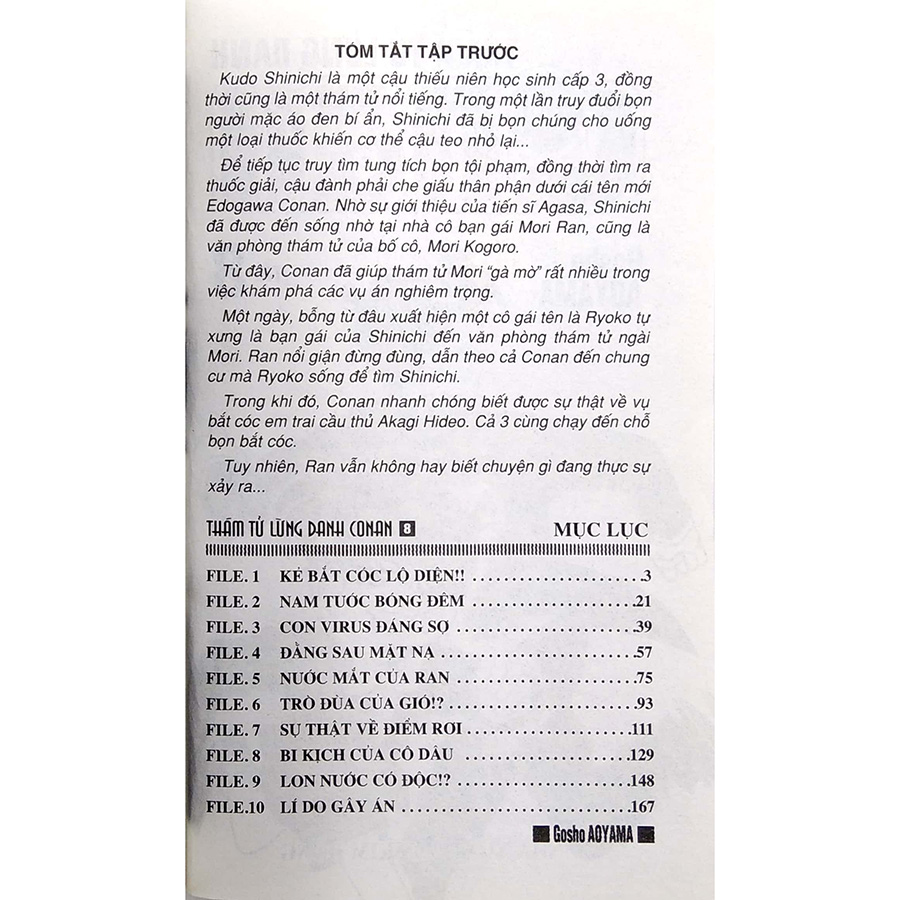 TÓM TẮT TẬP TRƯỚC
Kudo Shinichi là một cậu thiếu niên học sinh cấp 3, đồng
thời cũng là một thám tử nổi tiếng. Trong một lần truy đuổi bọn
người mặc áo đen bí ẩn, Shinichi đã bị bọn chúng cho uống
một loại thuốc khiến cơ thể cậu teo nhỏ lại...
Để tiếp tục truy tìm tung tích bọn tội phạm, đồng thời tìm ra
thuốc giải, cậu đành phải che giấu thân phận dưới cái tên mới
Edogawa Conan. Nhờ sự giới thiệu của tiến sĩ Agasa, Shinichi
đã được đến sống nhờ tại nhà cô bạn gái Mori Ran, cũng là
văn phòng thám tử của bố cô, Mori Kogoro.
Từ đây, Conan đã giúp thám tử Mori "gà mờ" rất nhiều trong
việc khám phá các vụ án nghiêm trọng.
Một ngày, bỗng từ đâu xuất hiện một cô gái tên là Ryoko tự
xưng là bạn gái của Shinichi đến văn phòng thám tử ngài
Mori. Ran nổi giận đừng đùng, dẫn theo cả Conan đến chung
cư mà Ryoko sống để tìm Shinichi.
Trong khi đó, Conan nhanh chóng biết được sự thật về vụ
bắt cóc em trai cầu thủ Akagi Hideo. Cả 3 cùng chạy đến chỗ
bọn bắt cóc.
Tuy nhiên, Ran vẫn không hay biết chuyện gì đang thực sự
xảy ra...
THÁM TỬ LỪNG DANH CONAN 8 MỤC LỤC
FILE. 1 KẺ BẮT CÓC LỘ DIỆN!! ........................3
FILE. 2 NAM TƯỚC BÓNG ĐÊM ........................21
FILE. 3 CON VIRUS ĐÁNG SỢ ........................39
FILE. 4 ĐẰNG SAU MẶT NẠ ........................57
FILE. 5 NƯỚC MẮT CỦA RAN ........................75
FILE. 6 TRÒ ĐÙA CỦA GIÓ!? ........................93
FILE. 7 SỰ THẬT VỀ ĐIỂM RƠI ........................111
FILE. 8 BI KỊCH CỦA CÔ DÂU ........................129
FILE. 9 LON NƯỚC CÓ ĐỘC!? ........................148
FILE.10 LÍ DO GÂY ÁN ........................167
Gosho AOYAMA